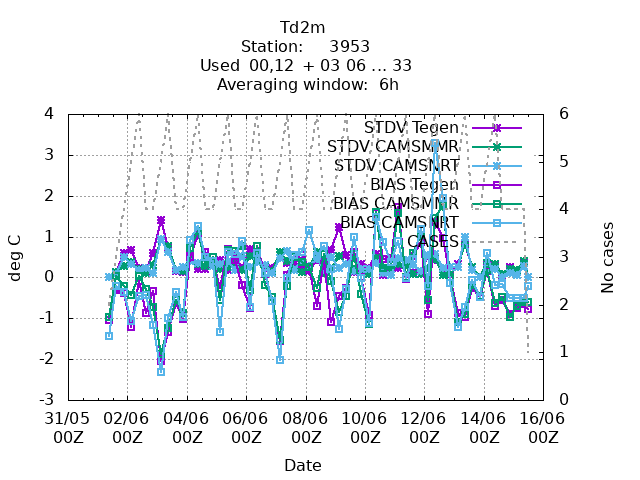 Td2m
Station: 3953
Used 00,12 + 03 06 ... 33
Averaging window: 6h
4
3
2
1
0
-1
-2
-3
deg C
6
5
4
3
2
1
0
No cases
STDV Tegen
STDV CAMSMMR
STDV CAMSNRT
BIAS Tegen
BIAS CAMSMMR
BIAS CAMSNRT
CASES
31/05 02/06 04/06 06/06 08/06 10/06 12/06 14/06 16/06
00Z 00Z 00Z 00Z 00Z 00Z 00Z 00Z 00Z
Date